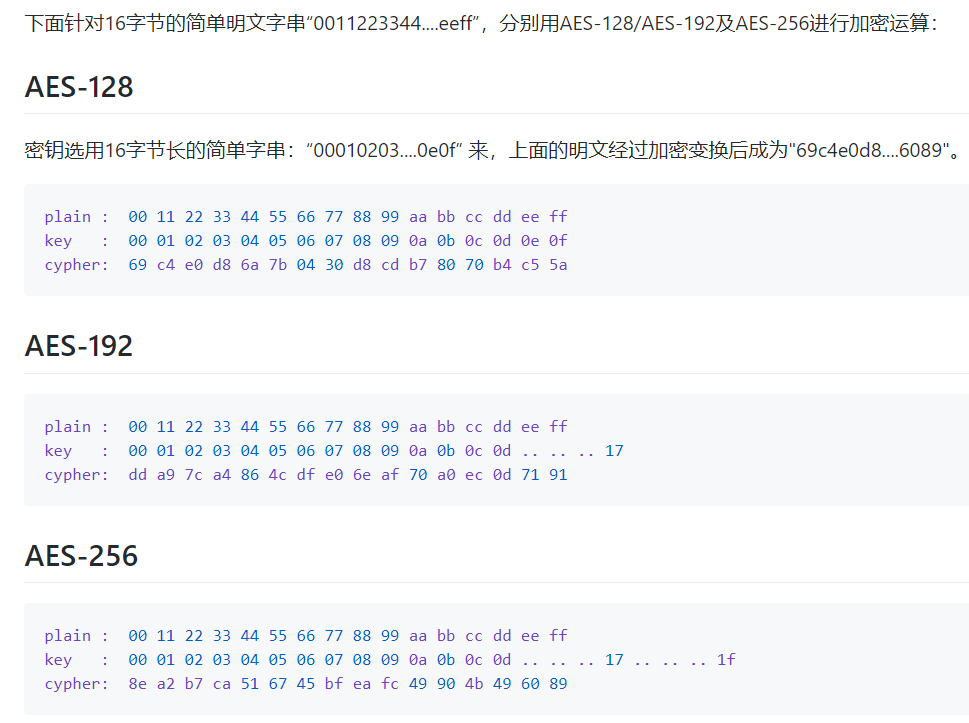 下面针对16字节的简单明文字串“0011223344....eeff”，分别用AES-128/AES-192及AES-256进行加密运算：
AES-128
密钥选用16字节长的简单字串：“00010203....0e0f” 来，上面的明文经过加密变换后成为"69c4e0d8....6089"。
plain :  00 11 22 33 44 55 66 77 88 99 aa bb cc dd ee ff
key   :  00 01 02 03 04 05 06 07 08 09 0a 0b 0c 0d 0e 0f
cypher:  69 c4 e0 d8 6a 7b 04 30 d8 cd b7 80 70 b4 c5 5a
AES-192
plain :  00 11 22 33 44 55 66 77 88 99 aa bb cc dd ee ff
key   :  00 01 02 03 04 05 06 07 08 09 0a 0b 0c 0d .. .. .. 17
cypher:  dd a9 7c a4 86 4c df e0 6e af 70 a0 ec 0d 71 91
AES-256
plain :  00 11 22 33 44 55 66 77 88 99 aa bb cc dd ee ff
key   :  00 01 02 03 04 05 06 07 08 09 0a 0b 0c 0d .. .. .. 17 .. .. .. 1f
cypher:  8e a2 b7 ca 51 67 45 bf ea fc 49 90 4b 49 60 89